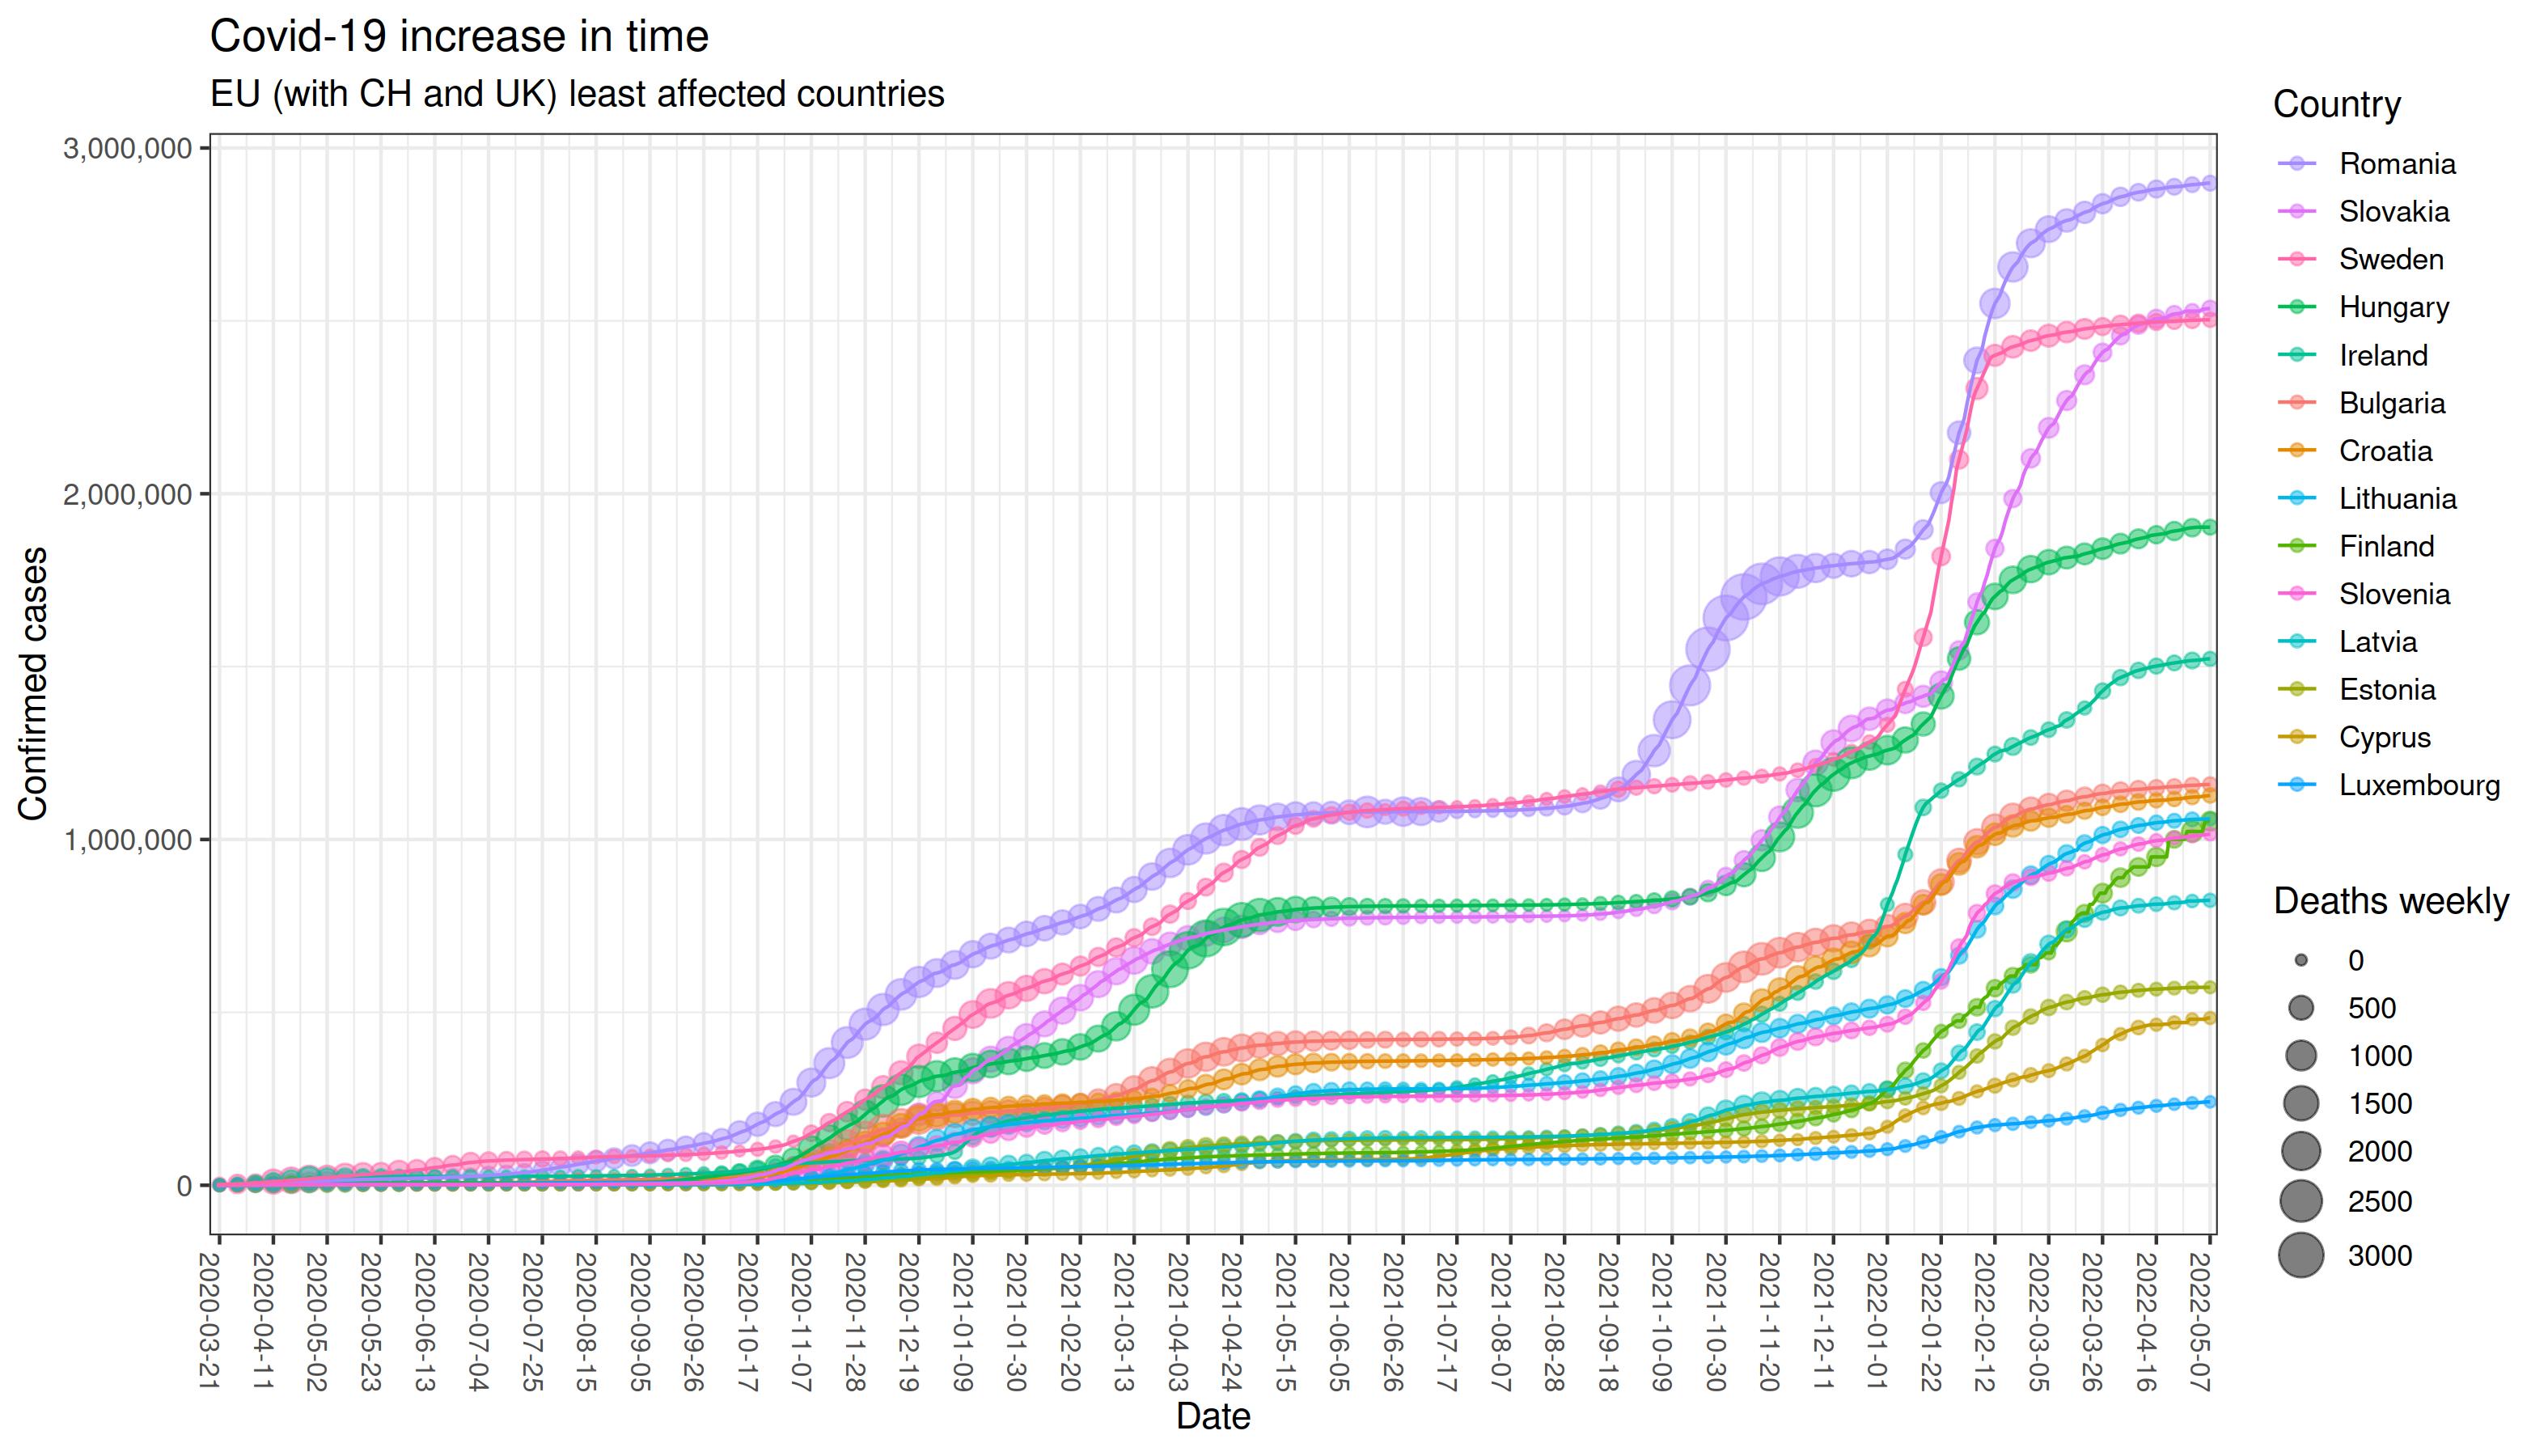 Covid-19 increase in time
EU (with CH and UK) least affected countries
Confirmed cases
3,000,000
2,000,000
1,000,000
0
2020-03-21
2020-04-11
2020-05-02
2020-05-23
2020-06-13
2020-07-04
2020-07-25
2020-08-15
2020-09-05
2020-09-26
2020-10-17
2020-11-07
2020-11-28
2020-12-19
2021-01-09
2021-01-30
2021-02-20
2021-03-13
2021-04-03
2021-04-24
2021-05-15
2021-06-05
2021-06-26
2021-07-17
2021-08-07
2021-08-28
2021-09-18
2021-10-09
2021-10-30
2021-11-20
2021-12-11
2022-01-01
2022-01-22
2022-02-12
2022-03-05
2022-03-26
2022-04-16
2022-05-07
Date
Country
Romania
Slovakia
Sweden
Hungary
Ireland
Bulgaria
Croatia
Lithuania
Finland
Slovenia
Latvia
Estonia
Cyprus
Luxembourg
Deaths weekly
0
500
1000
1500
2000
2500
3000